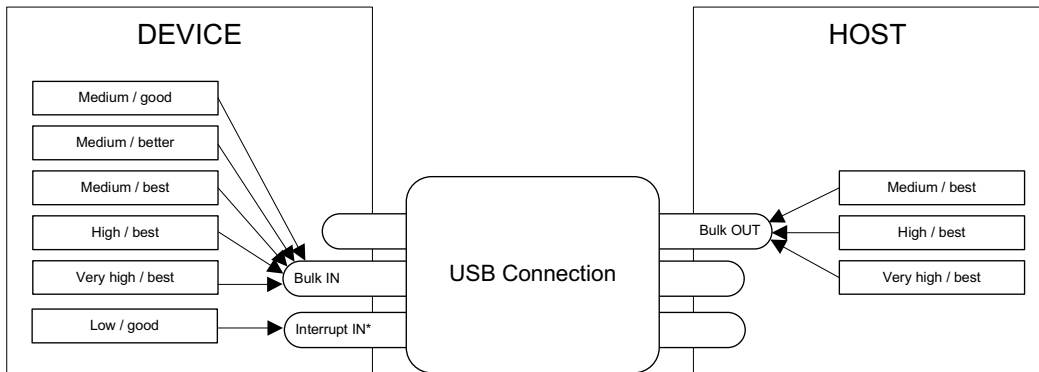 DEVICE
HOST
Medium / good
Medium / better
Medium / best
High / best
Very high / best
Low / good
Bulk IN
Interrupt IN*
USB Connection
Bulk OUT
Medium / best
High / best
Very high / best